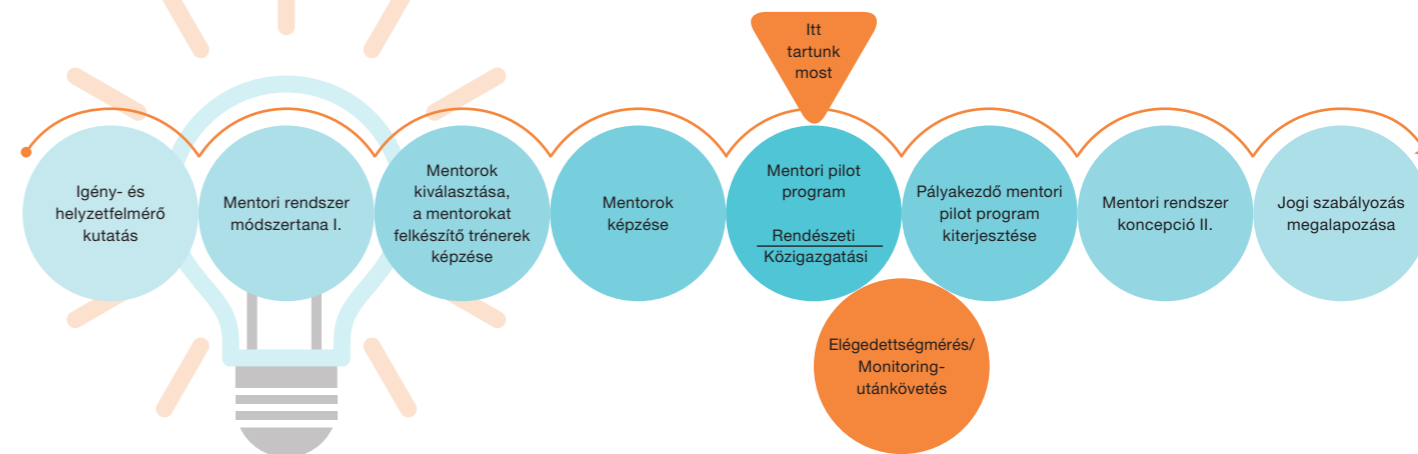 Itt
tartunk
most
Igény- és
helyzetfelmérő
kutatás
Mentori rendszer
módszertana I.
Mentorok
kiválasztása,
a mentorokat
felkészítő trénerek
képzése
Mentorok
képzése
Mentori pilot
program
Rendészeti
Közigazgatási
Pályakezdő mentori
pilot program
kiterjesztése
Mentori rendszer
koncepció II.
Jogi szabályozás
megalapozása
Elégedettségmérés/
Monitoring-
utánkövetés